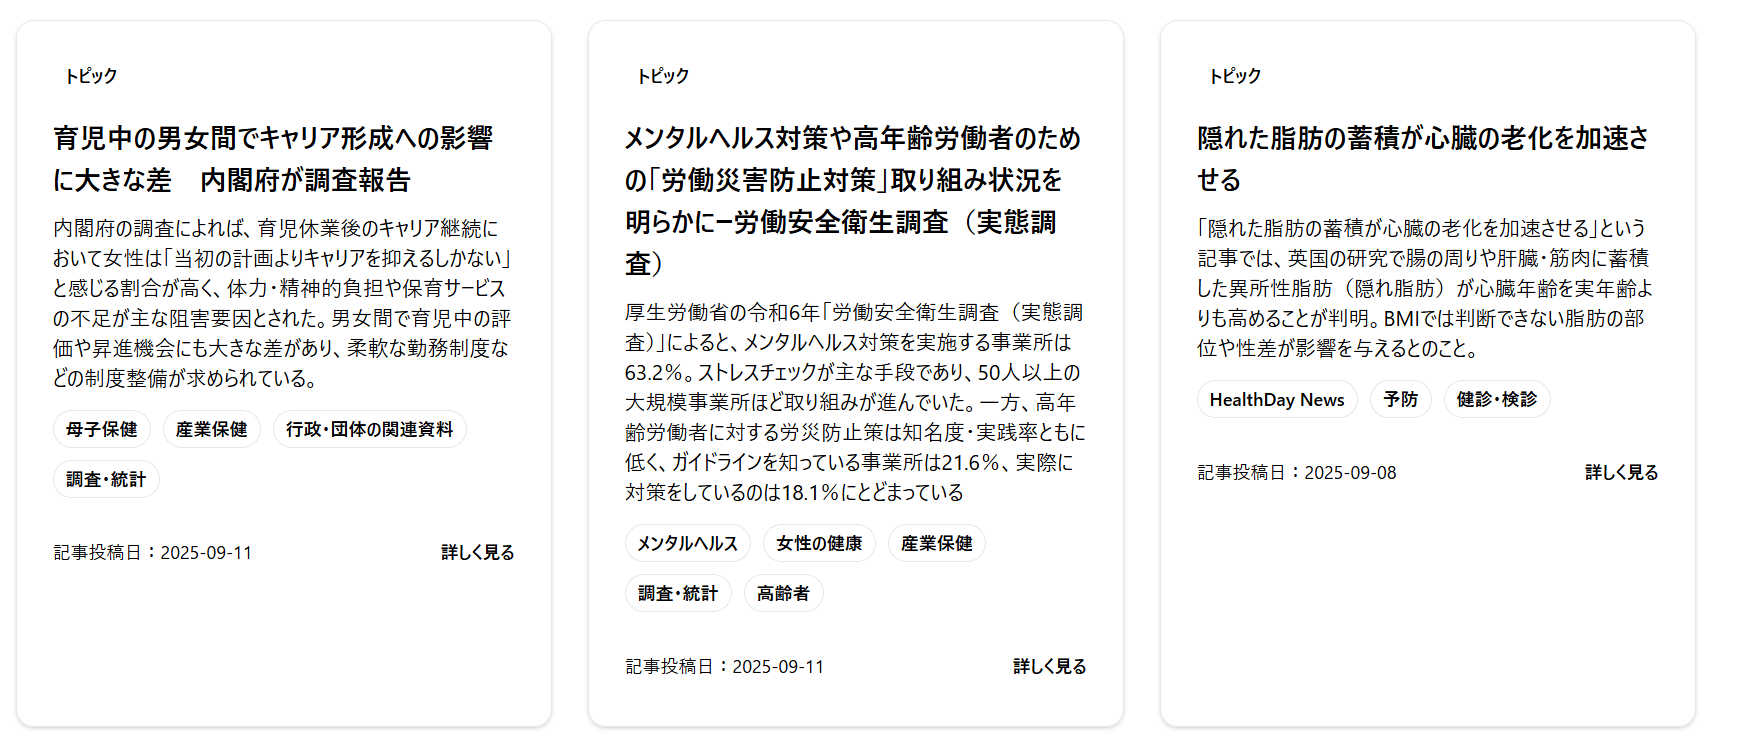 トピック
育児中の男女間でキャリア形成への影響
に大きな差　内閣府が調査報告
内閣府の調査によれば、育児休業後のキャリア継続に
おいて女性は「当初の計画よりキャリアを抑えるしかない」
と感じる割合が高く、体力・精神的負担や保育サービス
の不足が主な阻害要因とされた。男女間で育児中の評
価や昇進機会にも大きな差があり、柔軟な勤務制度な
どの制度整備が求められている。
母子保健 産業保健 行政・団体の関連資料
調査・統計
記事投稿日：2025-09-11 詳しく見る
トピック
メンタルヘルス対策や高年齢労働者のため
の「労働災害防止対策」取り組み状況を
明らかにー労働安全衛生調査（実態調
査）
厚生労働省の令和6年「労働安全衛生調査（実態調
査）」によると、メンタルヘルス対策を実施する事業所は
63.2％。ストレスチェックが主な手段であり、50人以上の
大規模事業所ほど取り組みが進んでいた。一方、高年
齢労働者に対する労災防止策は知名度・実践率ともに
低く、ガイドラインを知っている事業所は21.6％、実際に
対策をしているのは18.1％にとどまっている
メンタルヘルス 女性の健康 産業保健
調査・統計 高齢者
記事投稿日：2025-09-11 詳しく見る
トピック
隠れた脂肪の蓄積が心臓の老化を加速さ
せる
「隠れた脂肪の蓄積が心臓の老化を加速させる」という
記事では、英国の研究で腸の周りや肝臓・筋肉に蓄積
した異所性脂肪（隠れ脂肪）が心臓年齢を実年齢よ
りも高めることが判明。BMIでは判断できない脂肪の部
位や性差が影響を与えるとのこと。
HealthDay News 予防 健診・検診
記事投稿日：2025-09-08 詳しく見る